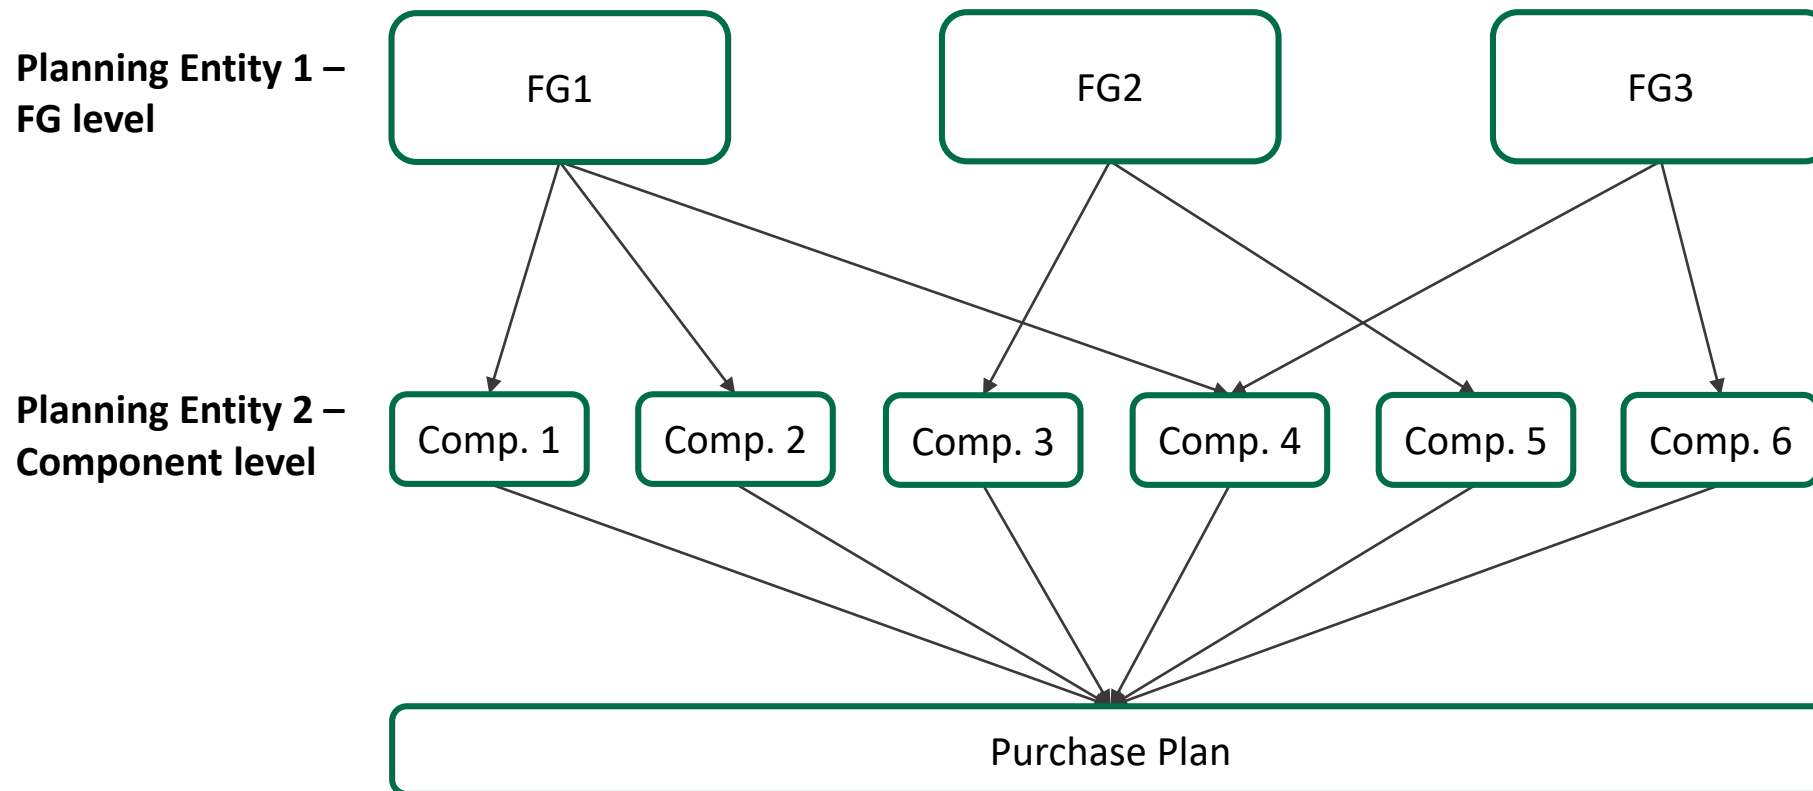 Planning Entity 1 –
FG level
FG1
FG2
FG3
Planning Entity 2 –
Component level
Comp. 1
Comp. 2
Comp. 3
Comp. 4
Comp. 5
Comp. 6
Purchase Plan